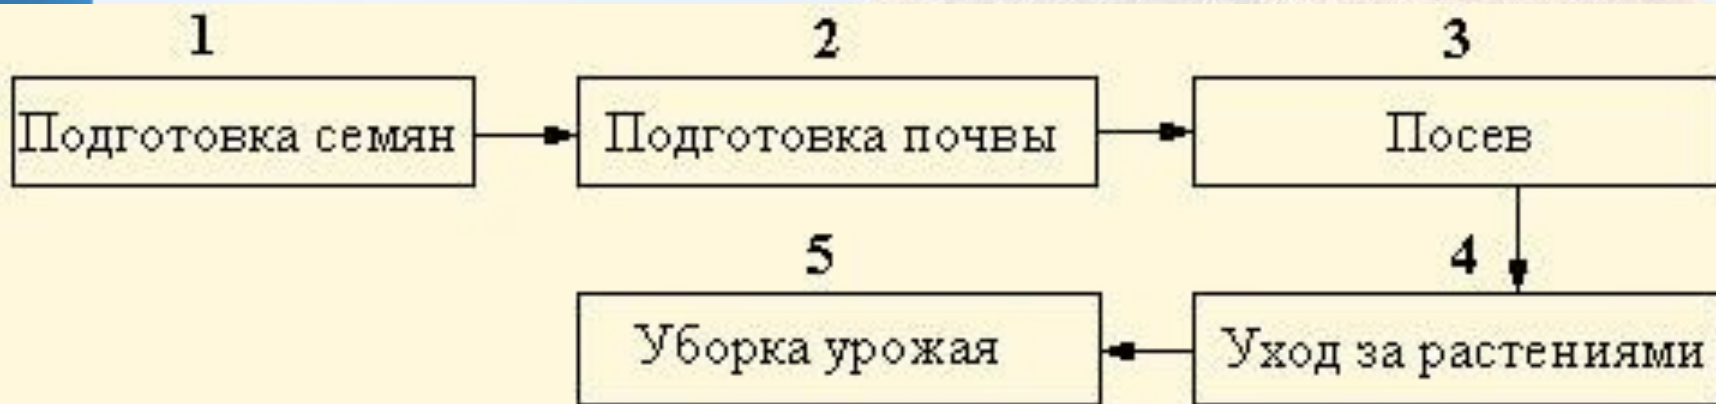 1
Подготовка семян
2
Подготовка почвы
3
Посев
4
Уход за растениями
5
Уборка урожая